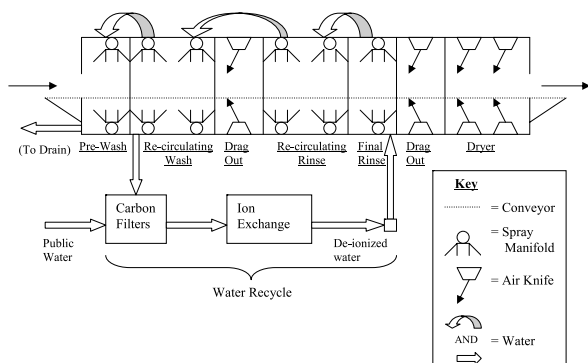 (To Drain)
Pre-Wash
Re-circulating
Wash
Drag
Out
Re-circulating
Rinse
Final
Rinse
Drag
Out
Dryer
Carbon
Filters
Ion
Exchange
Public
Water
De-ionized
water
Water Recycle
Key
= Conveyor
= Spray
Manifold
= Air Knife
AND
= Water